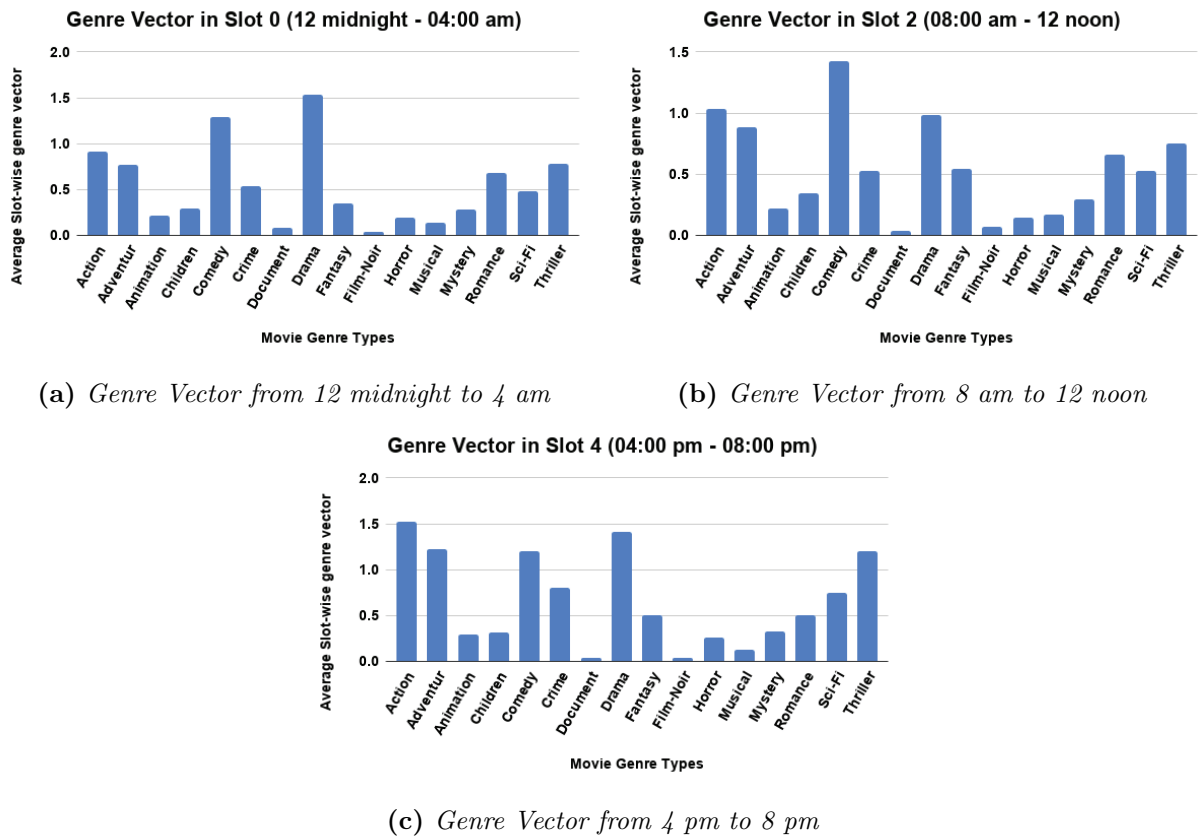 Genre Vector in Slot 0 (12 midnight - 04:00 am)
Average Slot-wise genre vector
2.0
1.5
1.0
0.5
0.0
Action
Adventur
Animation
Children
Comedy
Crime
Document
Drama
Fantasy
Film-Noir
Horror
Musical
Mystery
Romance
Sci-Fi
Thriller
Movie Genre Types
(a) Genre Vector from 12 midnight to 4 am
Genre Vector in Slot 2 (08:00 am - 12 noon)
Average Slot-wise genre vector
1.5
1.0
0.5
0.0
Action
Adventur
Animation
Children
Comedy
Crime
Document
Drama
Fantasy
Film-Noir
Horror
Musical
Mystery
Romance
Sci-Fi
Thriller
Movie Genre Types
(b) Genre Vector from 8 am to 12 noon
Genre Vector in Slot 4 (04:00 pm - 08:00 pm)
Average Slot-wise genre vector
2.0
1.5
1.0
0.5
0.0
Action
Adventur
Animation
Children
Comedy
Crime
Document
Drama
Fantasy
Film-Noir
Horror
Musical
Mystery
Romance
Sci-Fi
Thriller
Movie Genre Types
(c) Genre Vector from 4 pm to 8 pm